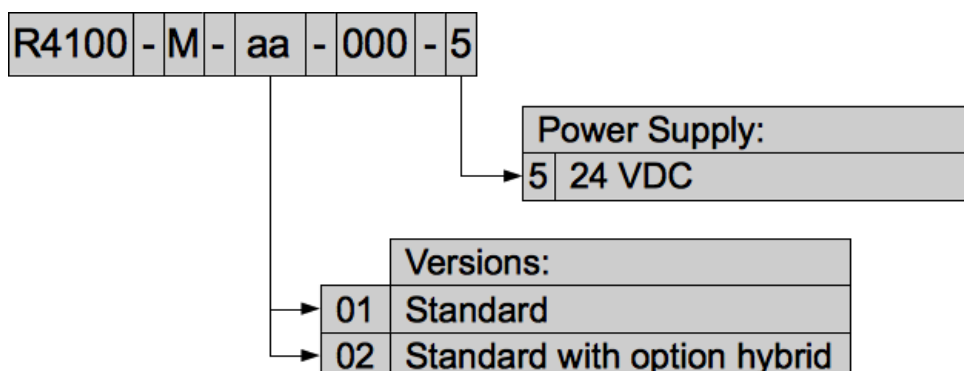 R4100 - M - aa - 000 - 5
Power Supply:
5 24 VDC
Versions:
01 Standard
02 Standard with option hybrid